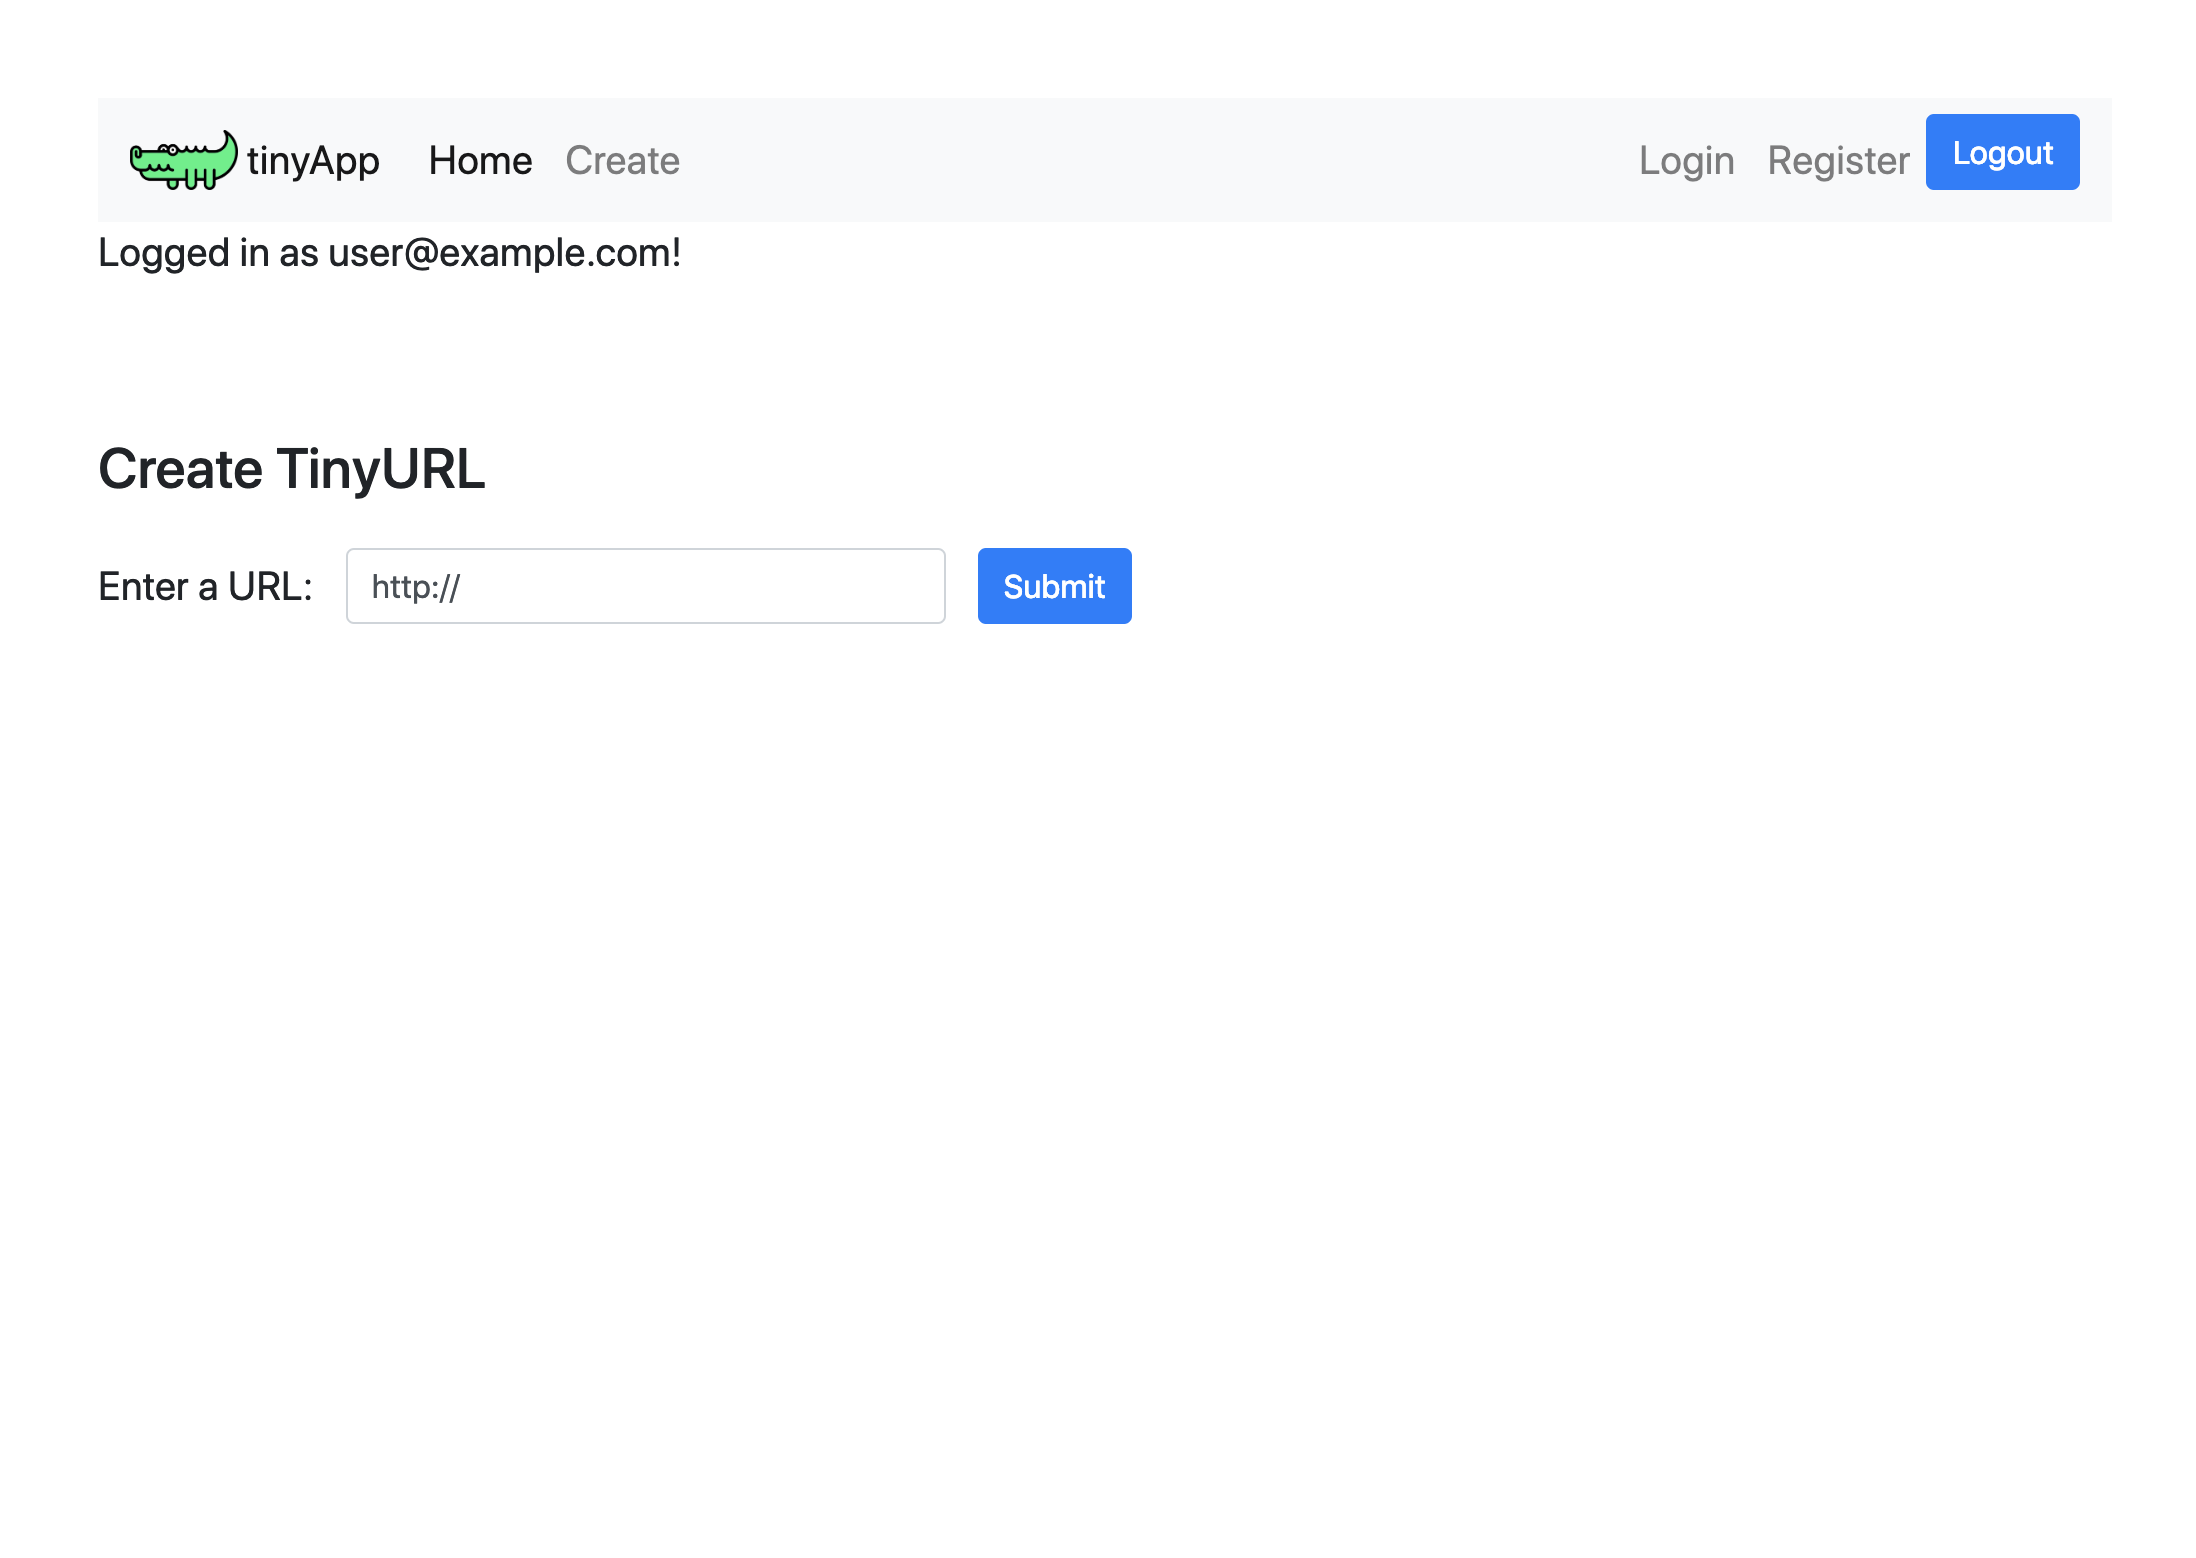 tinyApp Home Create Login Register Logout
Logged in as user@example.com!
Create TinyURL
Enter a URL: http:// Submit